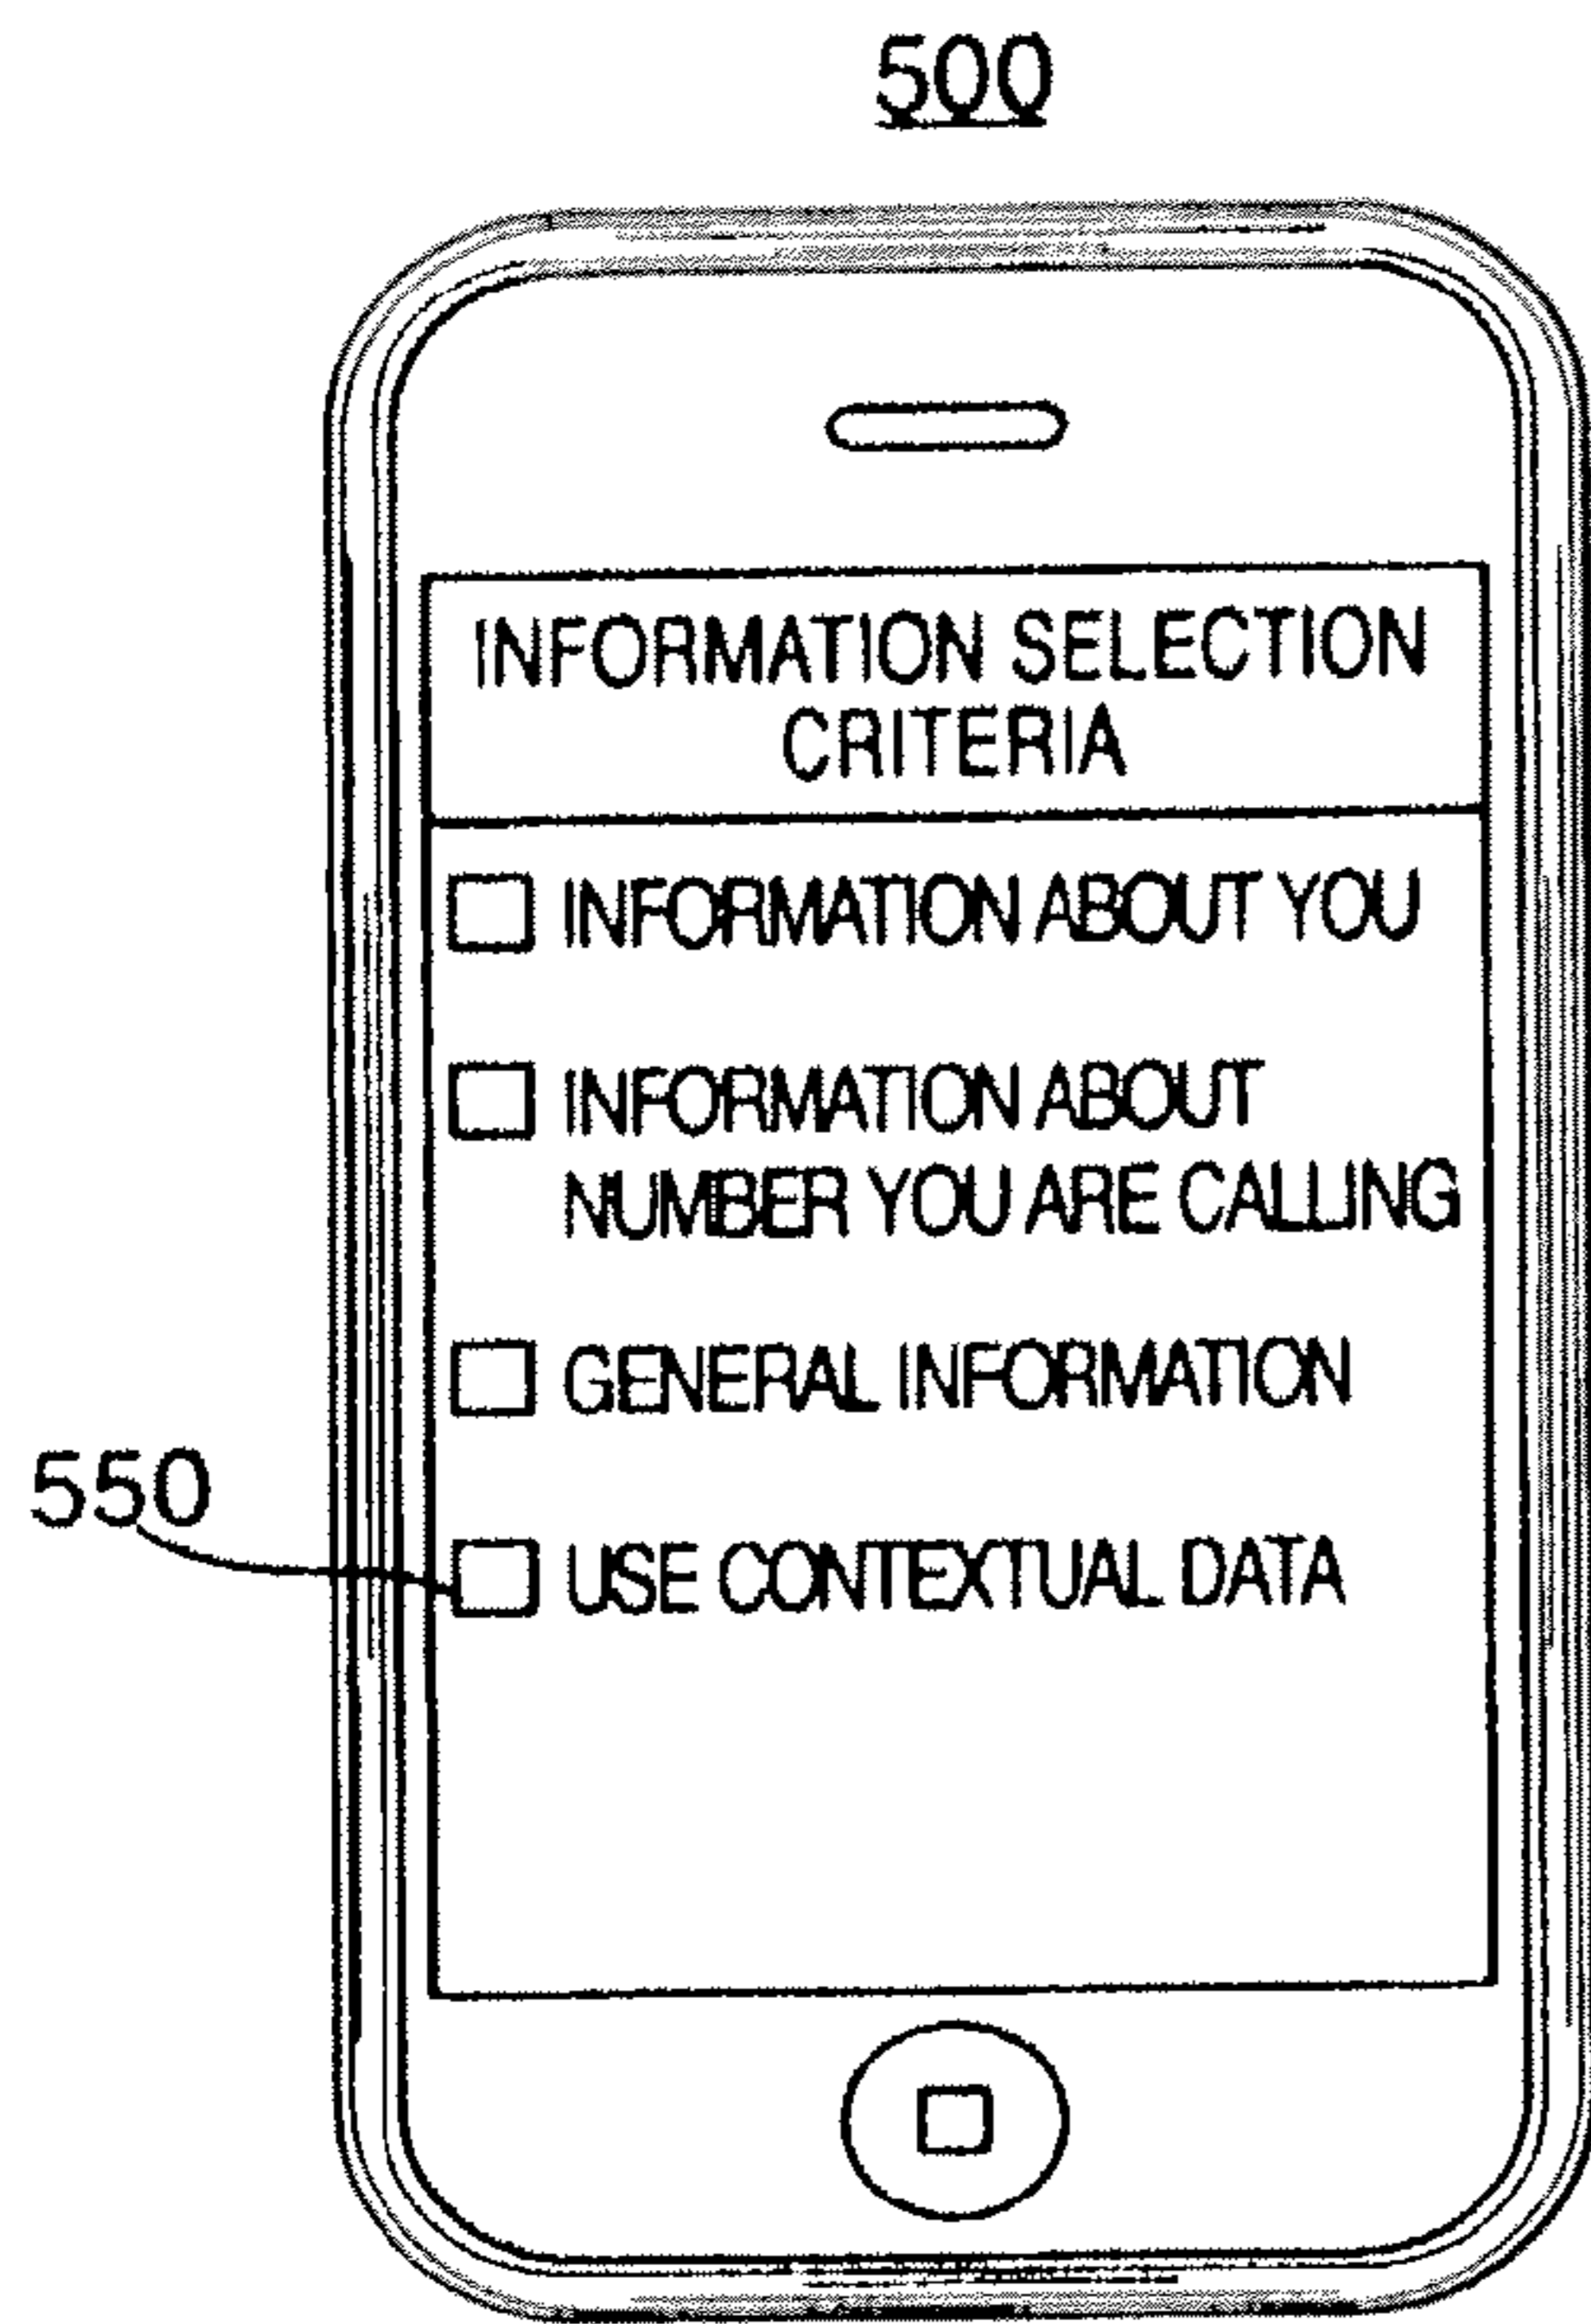 500
INFORMATION SELECTION
CRITERIA
INFORMATION ABOUT YOU
INFORMATION ABOUT
NUMBER YOU ARE CALLING
GENERAL INFORMATION
550
USE CONTEXTUAL DATA